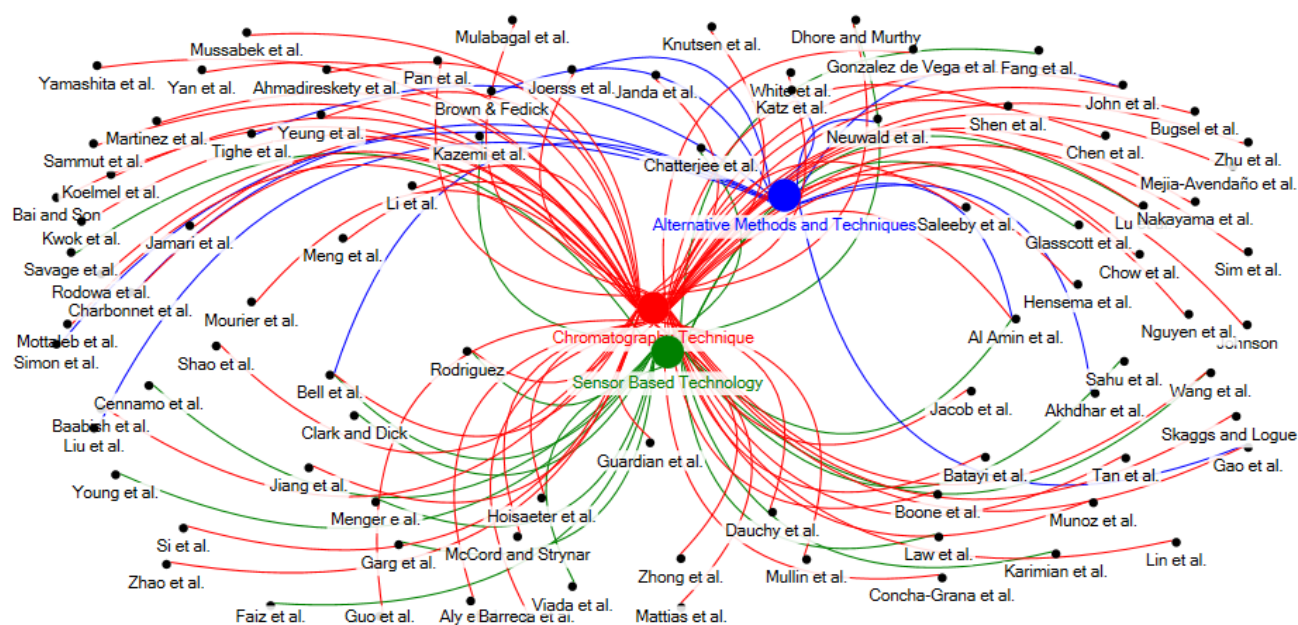 Mussabek et al.
Mulabagal et al.
Knutsen et al.
Dhore and Murthy
Yamashita et al.
Yan et al.
Ahmadireskety et al.
Pan et al.
Joerss et al.
Janda et al.
White et al.
Gonzalez de Vega et al.
Fang et al.
Brown & Fedick
Katz et al.
John et al.
Martinez et al.
Yeung et al.
Neuwald et al.
Shen et al.
Bugsel et al.
Sammut et al.
Tighe et al.
Kazemi et al.
Chatterjee et al.
Chen et al.
Zhu et al.
Koelmel et al.
Li et al.
Mejia-Avendaño et al.
Bai and Son
Alternative Methods and Techniques
Saleeby et al.
Nakayama et al.
Kwok et al.
Jamari et al.
Meng et al.
Glasscott et al.
Savage et al.
Chow et al.
Sim et al.
Rodowa et al.
Charbonnet et al.
Mourier et al.
Hensema et al.
Mottaleb et al.
Chromatography Technique
Al Amin et al.
Nguyen et al.
Johnson
Simon et al.
Shao et al.
Rodriguez
Sensor Based Technology
Sahu et al.
Wang et al.
Cennamo et al.
Bell et al.
Jacob et al.
Akhdhar et al.
Baabish et al.
Clark and Dick
Skaggs and Logue
Liu et al.
Guardian et al.
Gao et al.
Young et al.
Jiang et al.
Batayi et al.
Tan et al.
Menger e al.
Hoisaeter et al.
Boone et al.
Munoz et al.
Dauchy et al.
Si et al.
Garg et al.
McCord and Strynar
Law et al.
Lin et al.
Zhao et al.
Zhong et al.
Mullin et al.
Karimian et al.
Concha-Grana et al.
Faiz et al.
Guo et al.
Aly e
Barreca et al.
Viada et al.
Mattias et al.